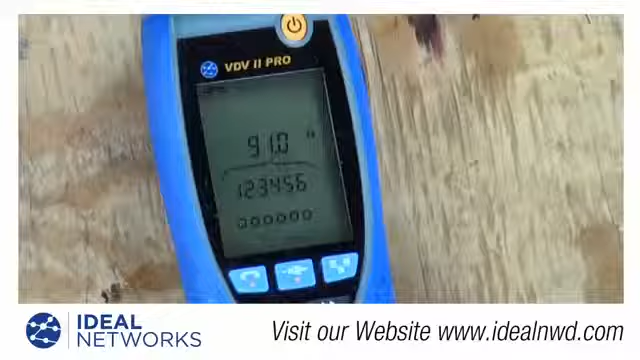 VDV II PRO
91.0
123456
IDEAL
NETWORKS
Visit our Website www.idealnwd.com